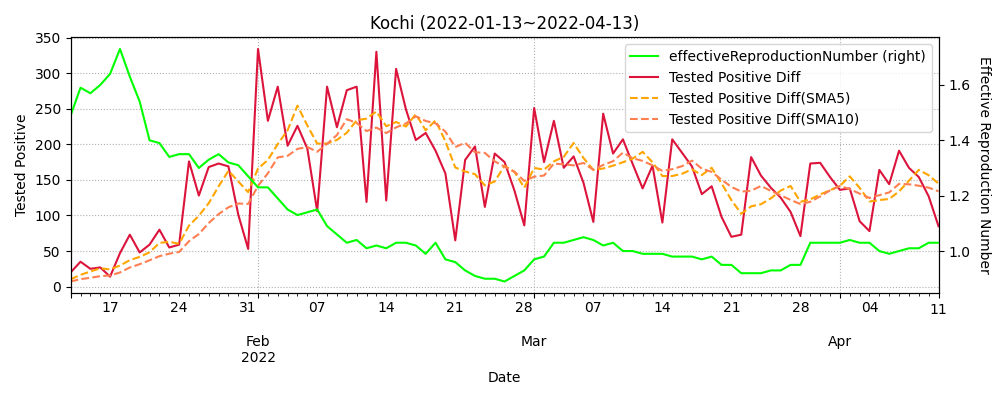 Kochi (2022-01-13~2022-04-13)
effectiveReproductionNumber (right)
Tested Positive Diff
Tested Positive Diff(SMA5)
Tested Positive Diff(SMA10)
Tested Positive
350
300
250
200
150
100
50
0
1.6
1.4
1.2
1.0
Effective Reproduction Number
17 24 31 07 14 21 28 07 14 21 28 04 11
Feb Mar Apr
2022
Date